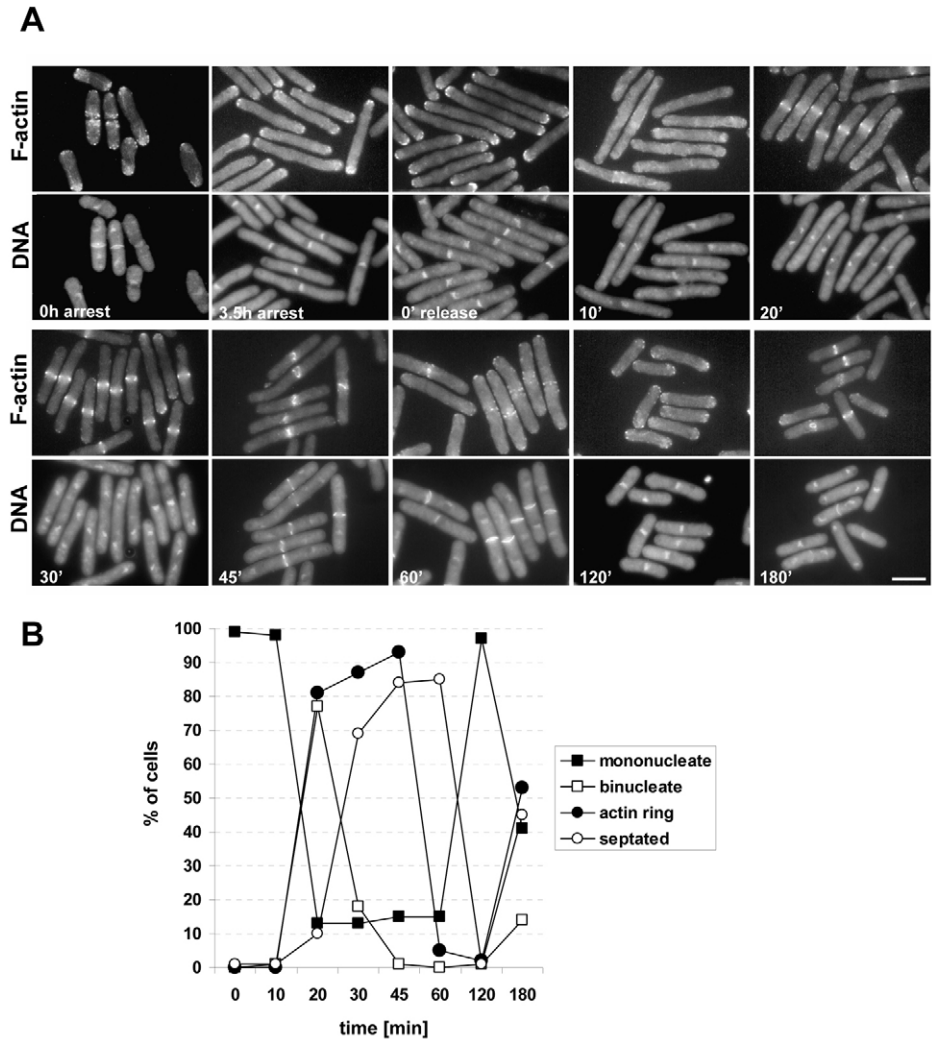 A
F-actin
DNA
0h arrest
3.5h arrest
0' release
10'
20'
F-actin
DNA
30'
45'
60'
120'
180'
B
100
90
80
70
60
50
40
30
20
10
0
% of cells
0 10 20 30 45 60 120 180
time [min]
mononucleate
binucleate
actin ring
septated